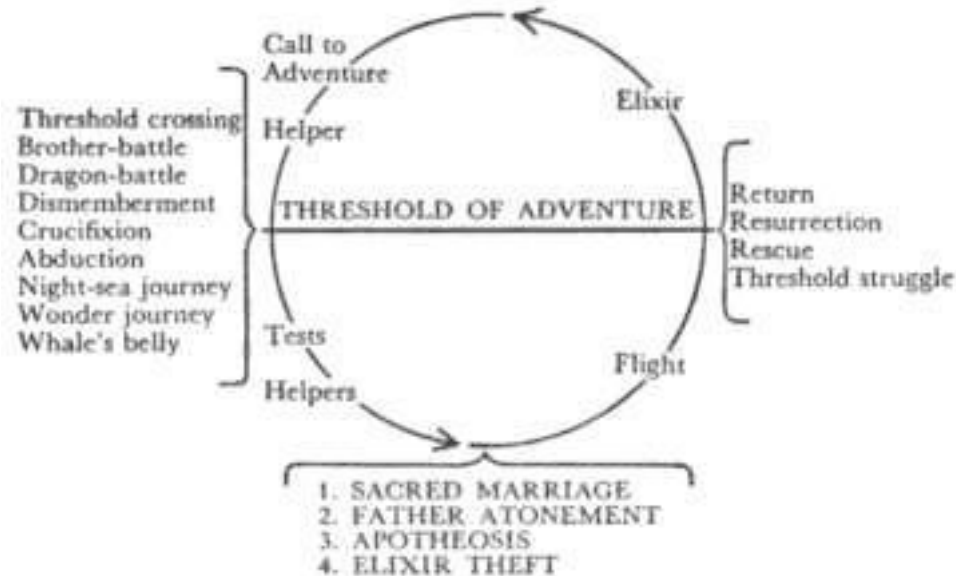 Call to
Adventure
Helper
Elixir
Threshold crossing
Brother-battle
Dragon-battle
Dismemberment
Crucifixion
Abduction
Night-sea journey
Wonder journey
Whale's belly
THRESHOLD OF ADVENTURE
Return
Resurrection
Rescue
Threshold struggle
Tests
Helpers
Flight
1. SACRED MARRIAGE
2. FATHER ATONEMENT
3. APOTHEOSIS
4. ELIXIR THEFT